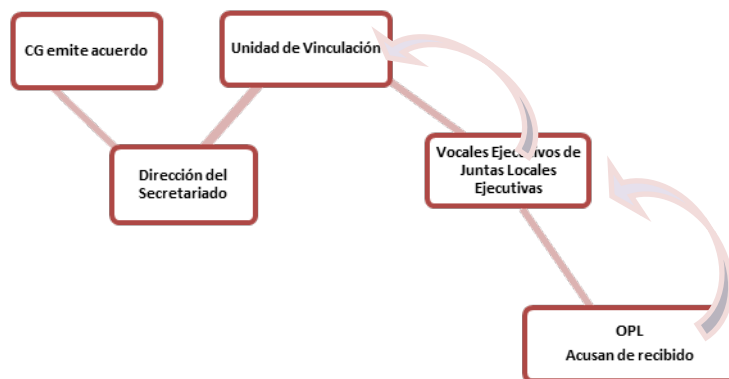 CG emite acuerdo
Unidad de Vinculación
Dirección del
Secretariado
Vocales Ejecutivos de
Juntas Locales
Ejecutivas
OPL
Acusan de recibido